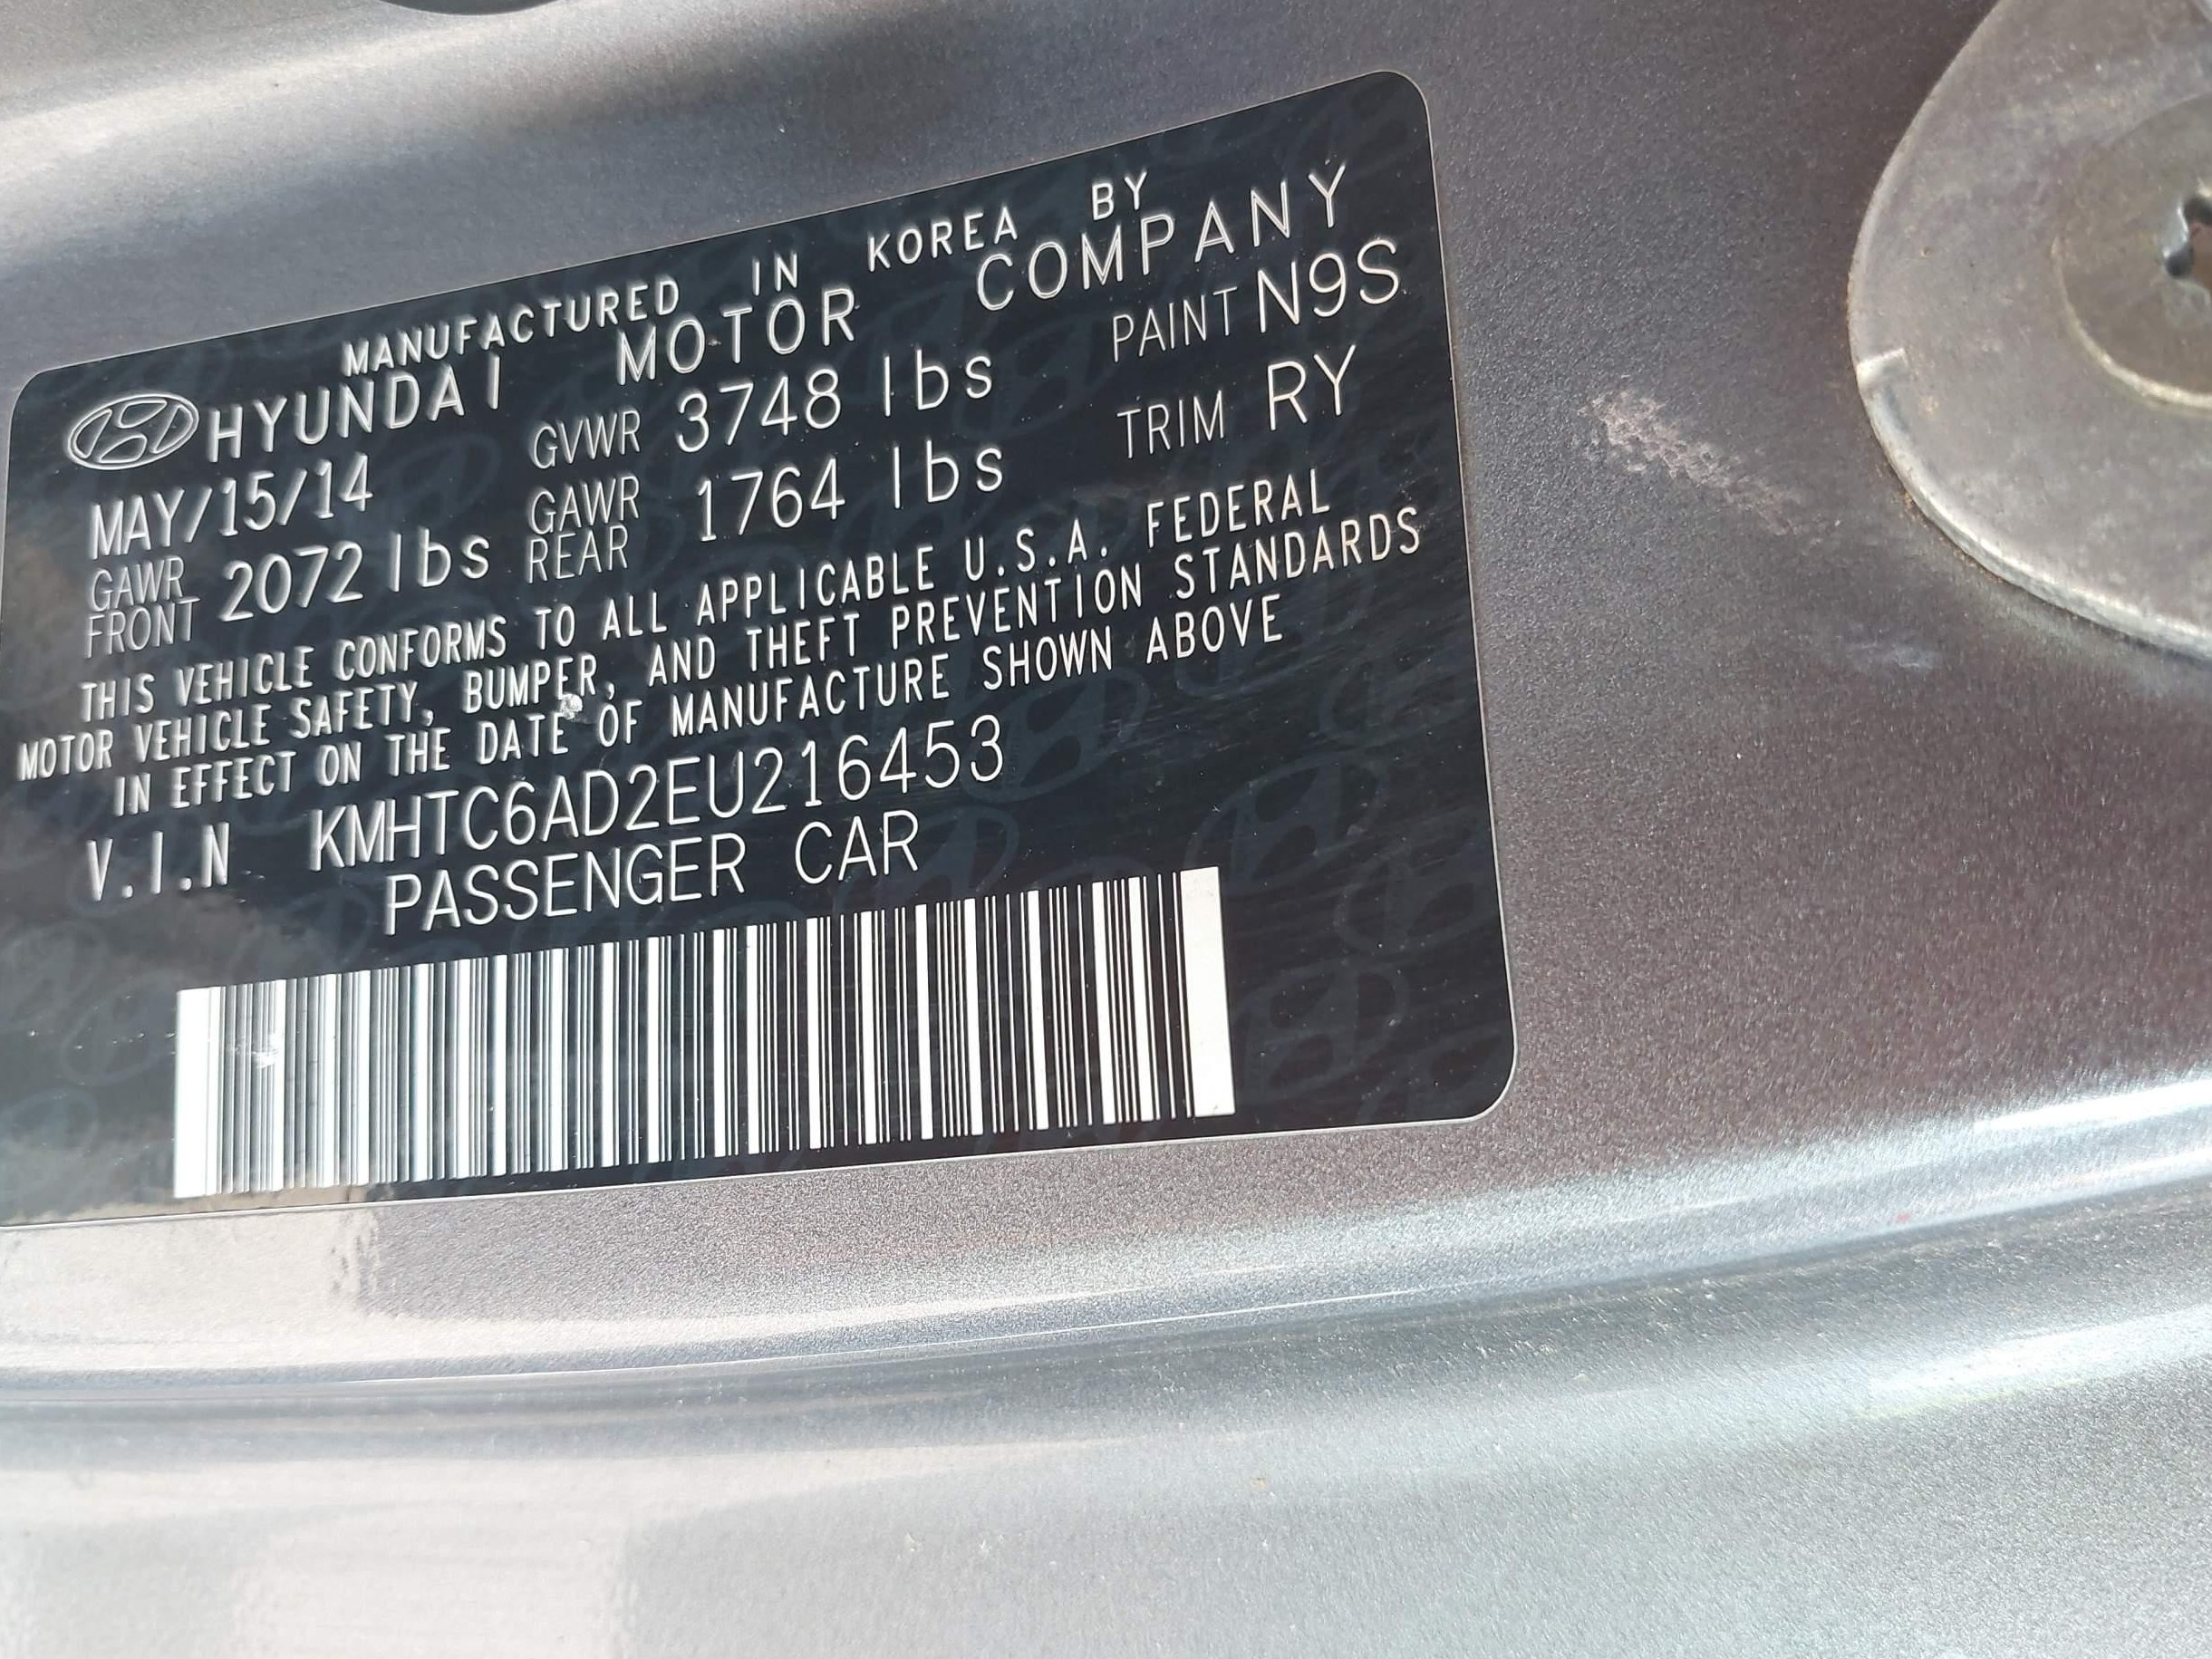 MANUFACTURED IN KOREA BY
HYUNDAI MOTOR COMPANY
MAY/15/14 GVWR 3748 lbs PAINT N9S
GAWR FRONT 2072 lbs GAWR REAR 1764 lbs TRIM RY
THIS VEHICLE CONFORMS TO ALL APPLICABLE U.S.A. FEDERAL
MOTOR VEHICLE SAFETY, BUMPER, AND THEFT PREVENTION STANDARDS
IN EFFECT ON THE DATE OF MANUFACTURE SHOWN ABOVE
V.I.N KMHTC6AD2EU216453
PASSENGER CAR